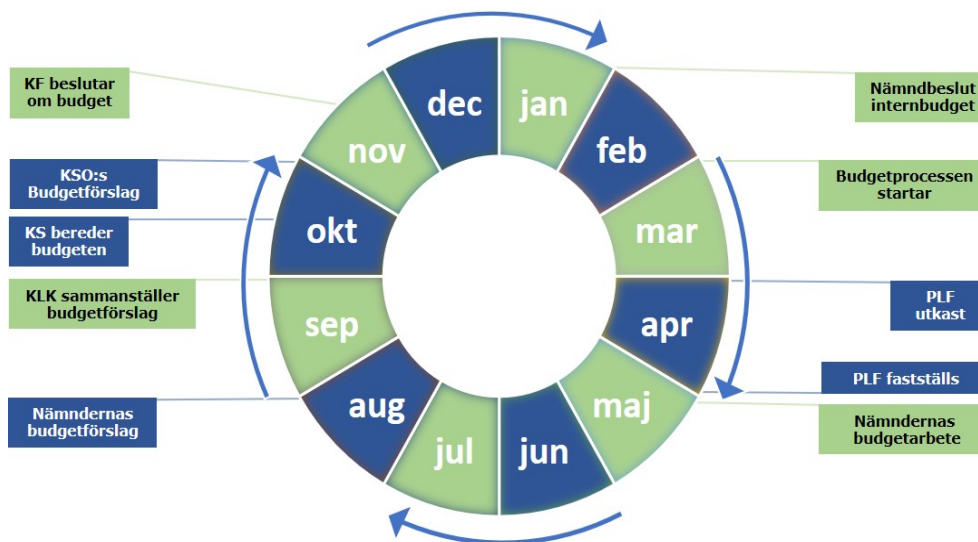 KF beslutar
om budget
KSO:s
Budgetförslag
KS bereder
budgeten
KLK sammanställer
budgetförslag
Nämndernas
budgetförslag
jan
feb
mar
apr
maj
jun
jul
aug
sep
okt
nov
dec
Nämndbeslut
internbudget
Budgetprocessen
startar
PLF
utkast
PLF fastställs
Nämndernas
budgetarbete